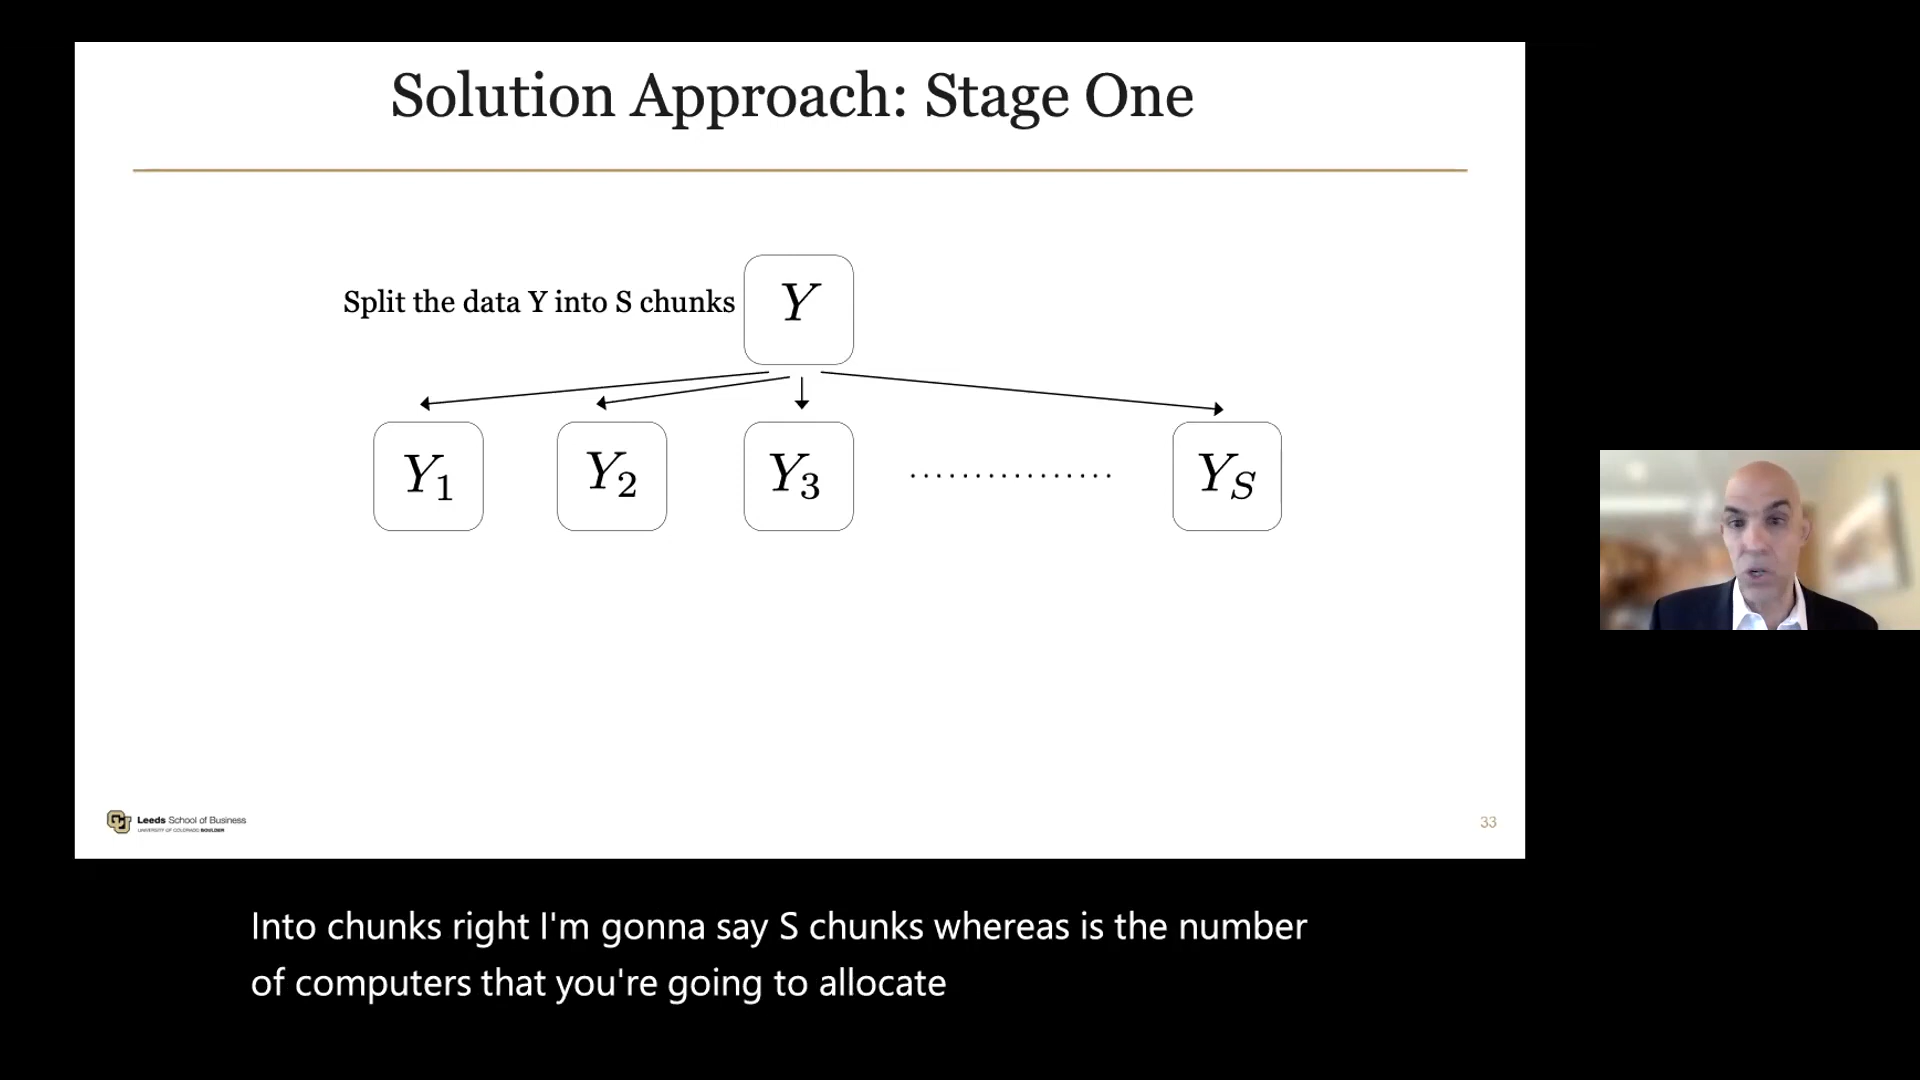 Solution Approach: Stage One
Split the data Y into S chunks
Y
Y1
Y2
Y3
................
YS
Leeds School of Business
UNIVERSITY OF COLORADO BOULDER
33
Into chunks right I'm gonna say S chunks whereas is the number
of computers that you're going to allocate